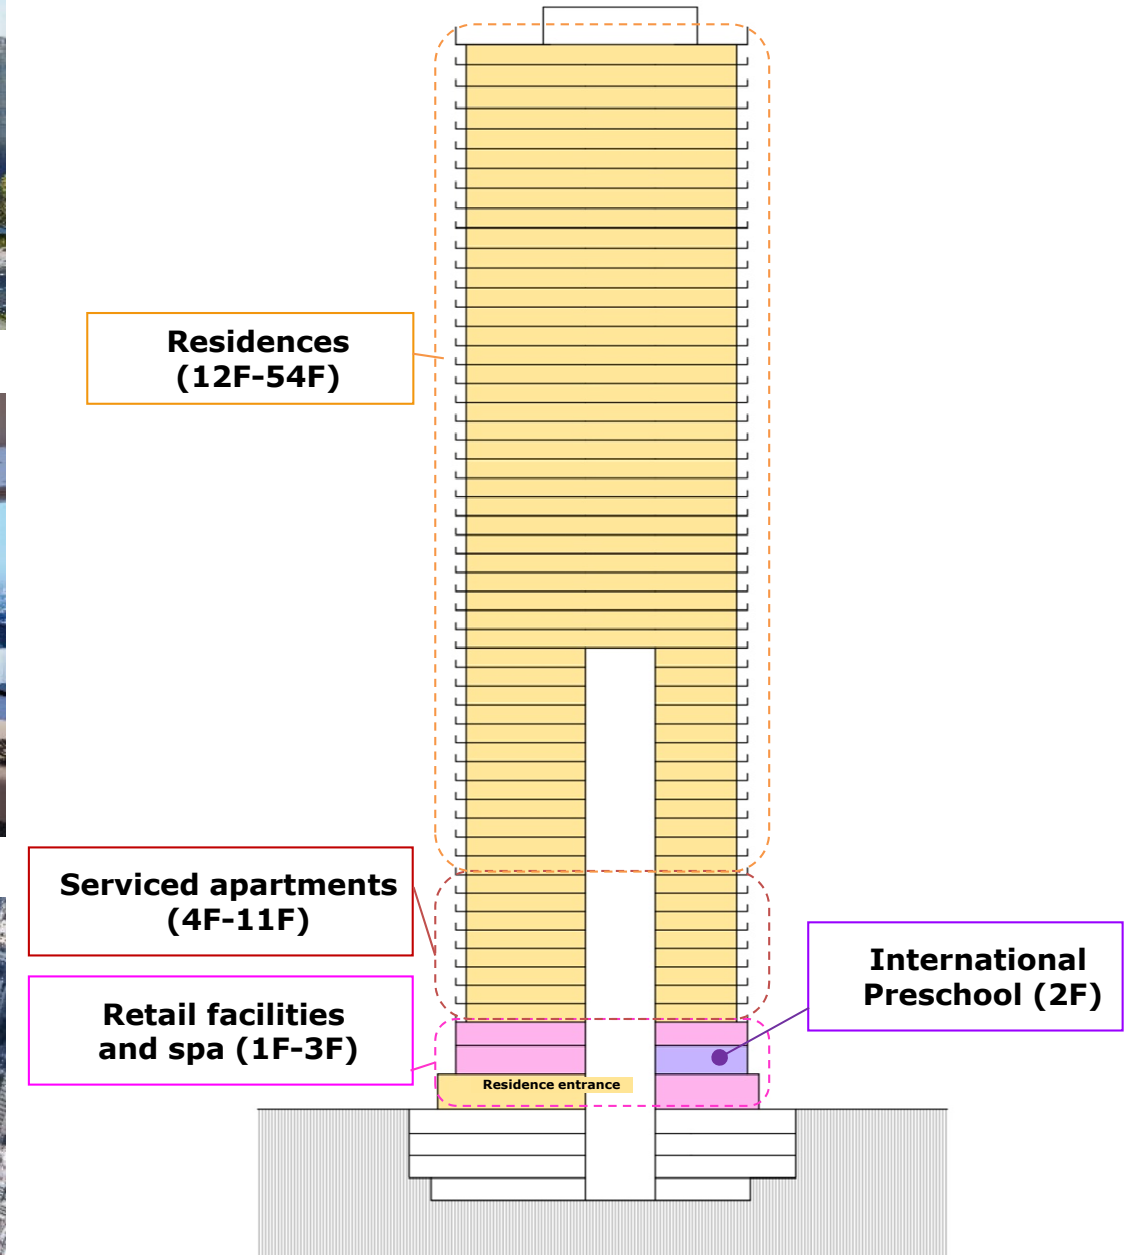 Residences
(12F-54F)
Serviced apartments
(4F-11F)
International
Preschool (2F)
Retail facilities
and spa (1F-3F)
Residence entrance